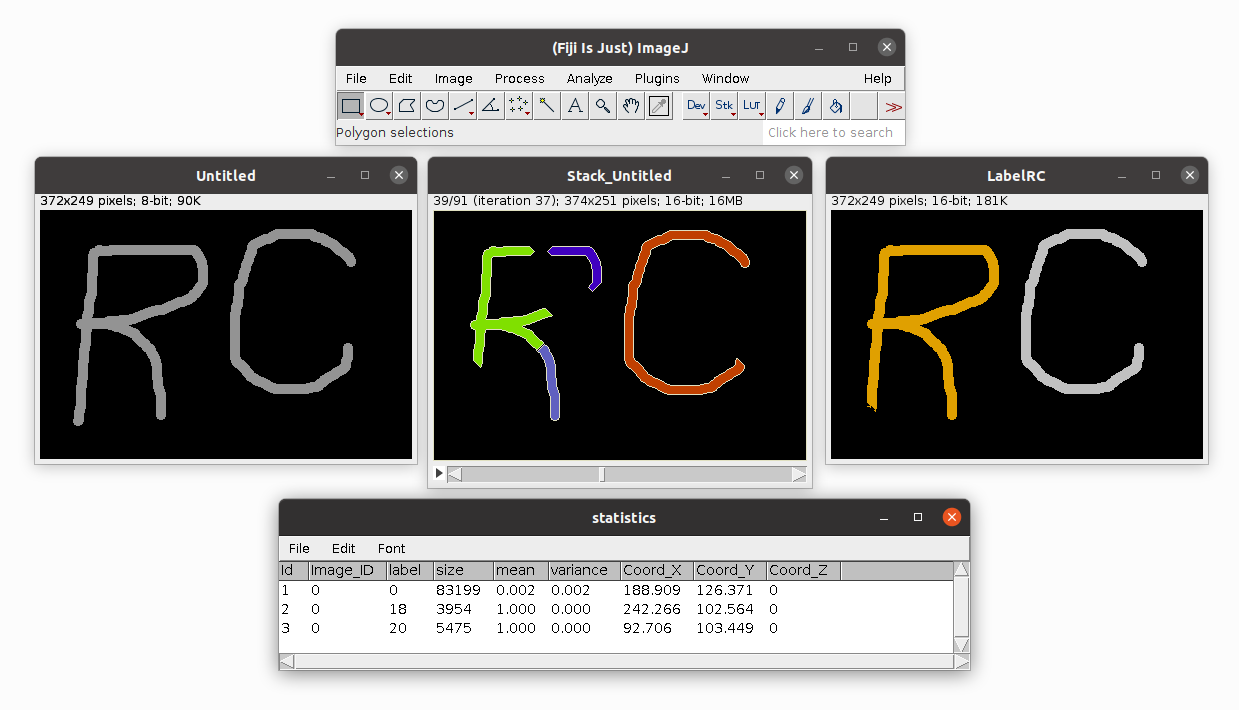 (Fiji Is Just) ImageJ
File Edit Image Process Analyze Plugins Window Help
A Dev Stk LUT >>
Polygon selections Click here to search
Untitled
372x249 pixels; 8-bit; 90K
RC
Stack_Untitled
39/91 (iteration 37); 374x251 pixels; 16-bit; 16MB
RC
LabelRC
372x249 pixels; 16-bit; 181K
RC
statistics
File Edit Font
Id Image_ID label size mean variance Coord_X Coord_Y Coord_Z
1 0 0 83199 0.002 0.002 188.909 126.371 0
2 0 18 3954 1.000 0.000 242.266 102.564 0
3 0 20 5475 1.000 0.000 92.706 103.449 0